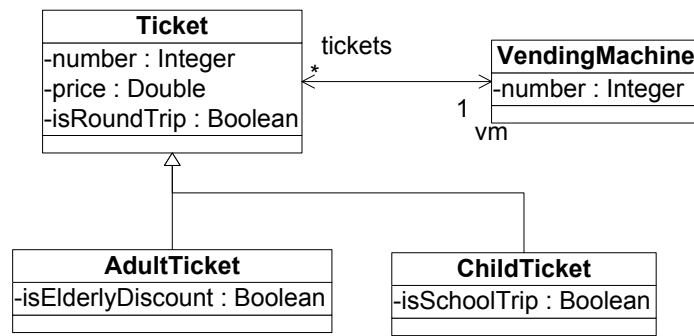 Ticket
-number : Integer
-price : Double
-isRoundTrip : Boolean
tickets
*
1
vm
VendingMachine
-number : Integer
AdultTicket
-isElderlyDiscount : Boolean
ChildTicket
-isSchoolTrip : Boolean